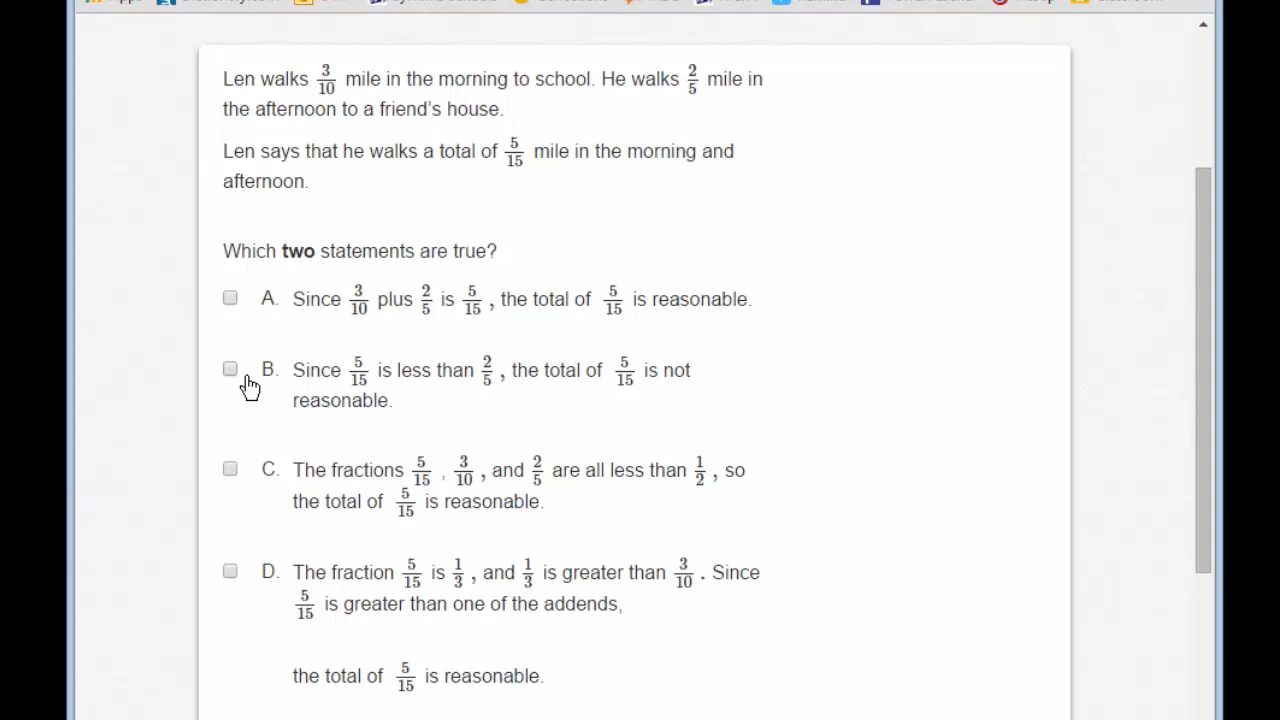 Len walks 3/10 mile in the morning to school. He walks 2/5 mile in
the afternoon to a friend's house.
Len says that he walks a total of 5/15 mile in the morning and
afternoon.
Which two statements are true?
A. Since 3/10 plus 2/5 is 5/15, the total of 5/15 is reasonable.
B. Since 5/15 is less than 2/5, the total of 5/15 is not
reasonable.
C. The fractions 5/15, 3/10, and 2/5 are all less than 1/2, so
the total of 5/15 is reasonable.
D. The fraction 5/15 is 1/3, and 1/3 is greater than 3/10. Since
5/15 is greater than one of the addends,
the total of 5/15 is reasonable.